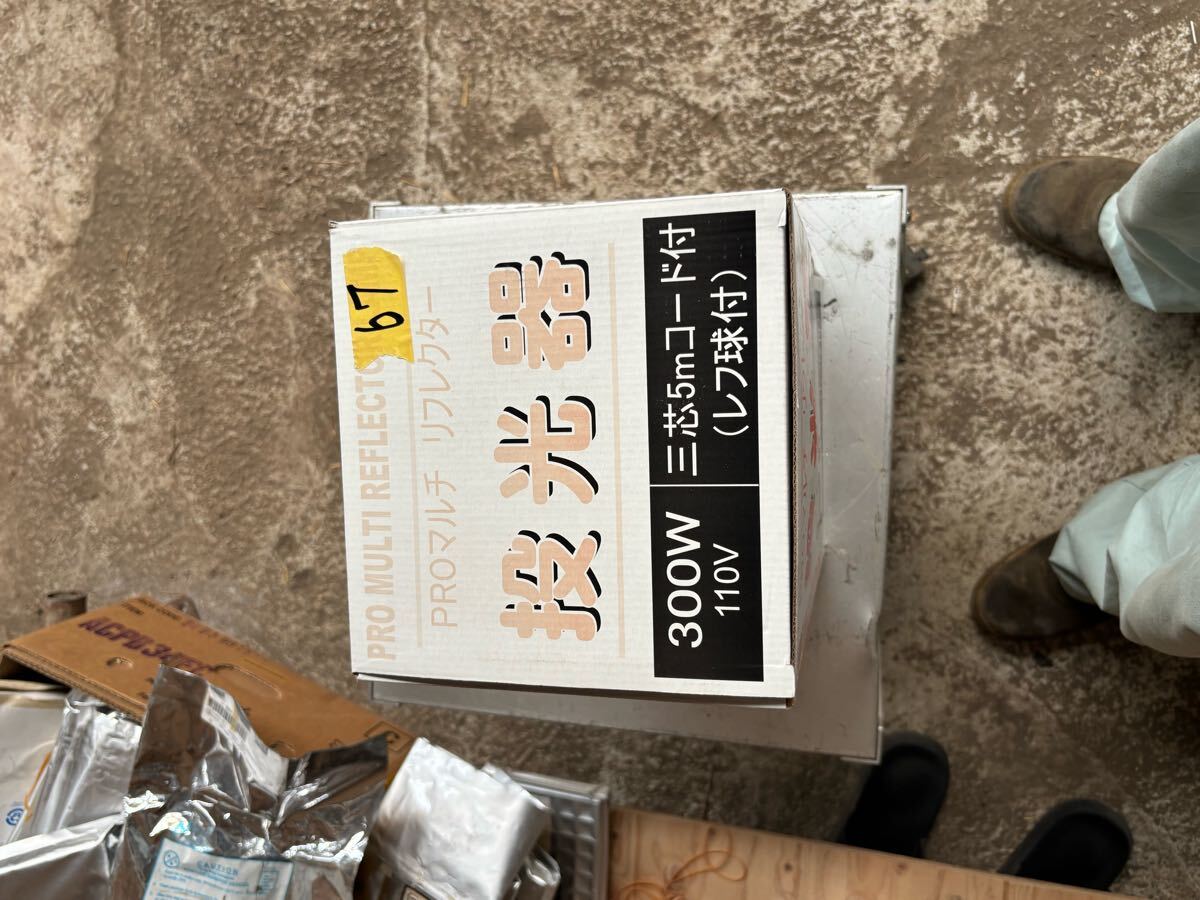 PRO MULTI REFLECTO
67
PROマルチ リフレクター
投光器
300W
110V
三芯5mコード付
(レフ球付)
CAUTION